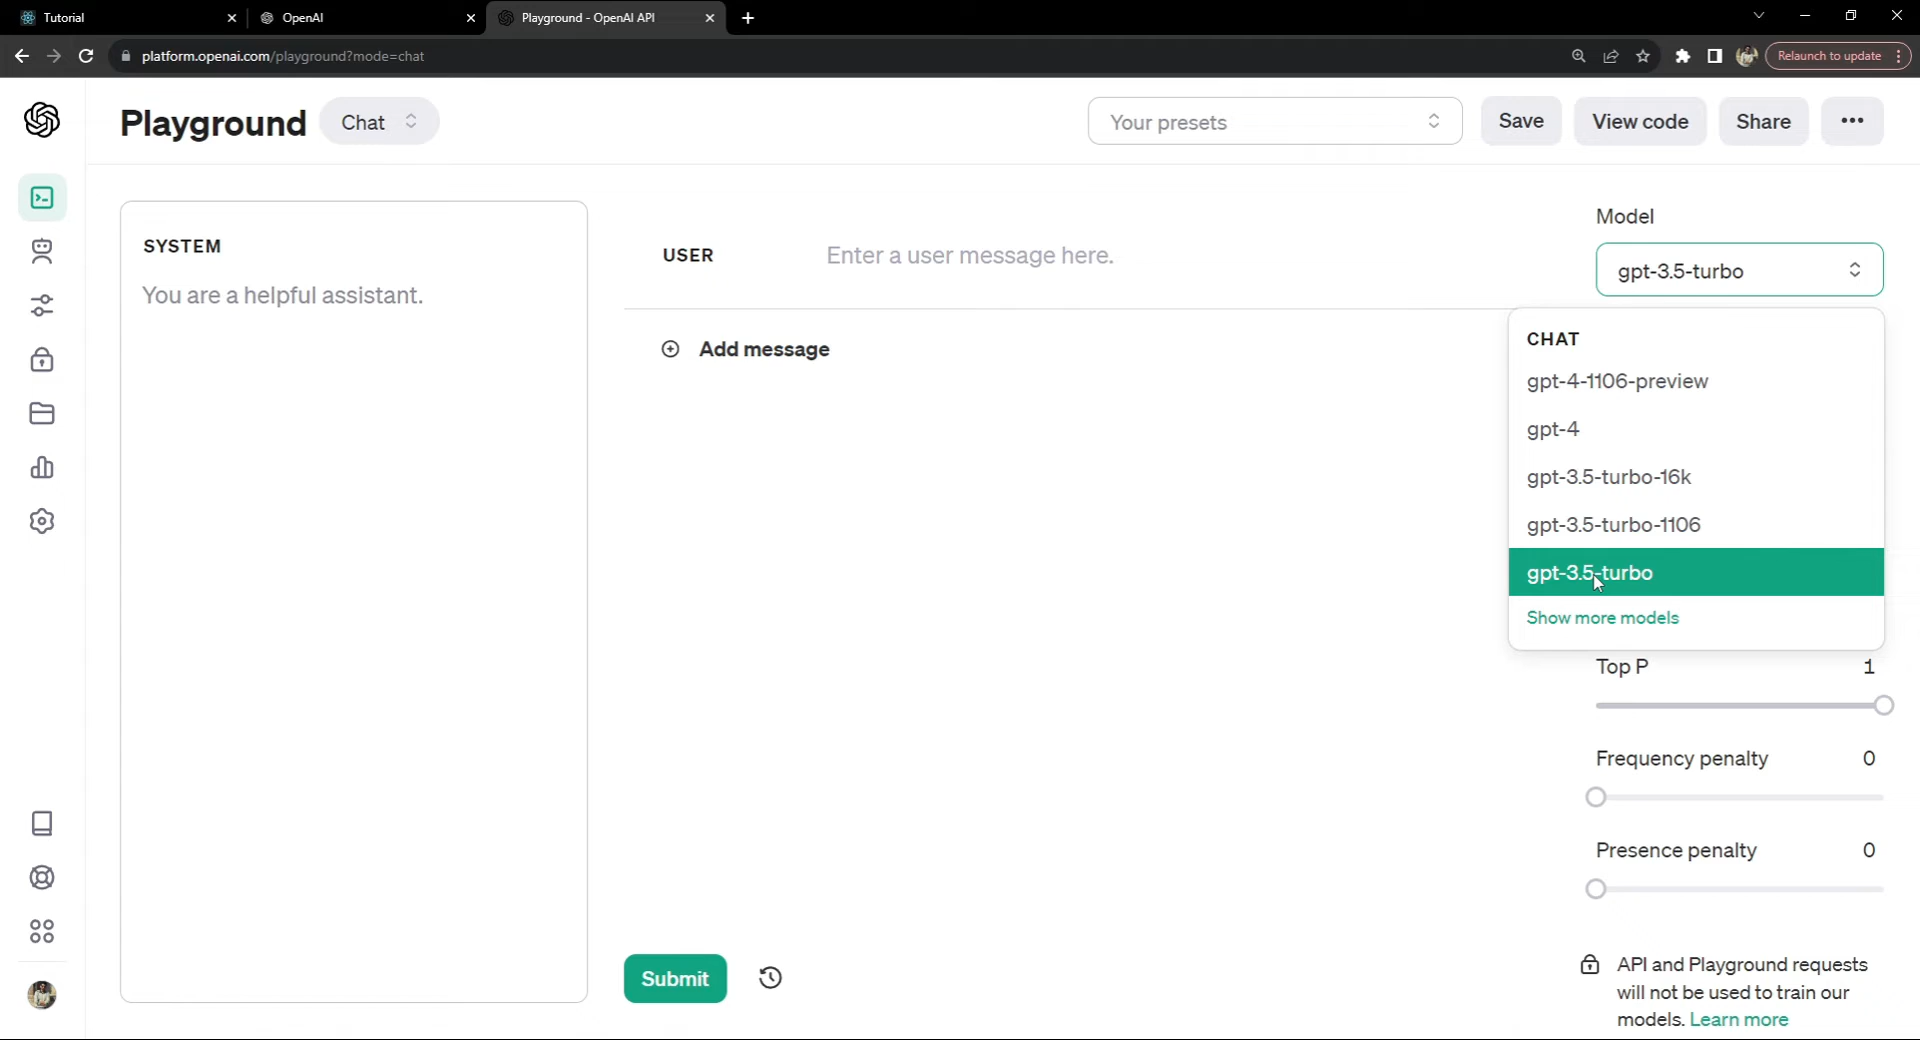 Tutorial
OpenAI
Playground - OpenAI API
platform.openai.com/playground?mode=chat
Relaunch to update
Playground
Chat
Your presets
Save
View code
Share
SYSTEM
You are a helpful assistant.
USER
Enter a user message here.
Add message
Model
gpt-3.5-turbo
CHAT
gpt-4-1106-preview
gpt-4
gpt-3.5-turbo-16k
gpt-3.5-turbo-1106
gpt-3.5-turbo
Show more models
Top P 1
Frequency penalty 0
Presence penalty 0
Submit
API and Playground requests
will not be used to train our
models. Learn more